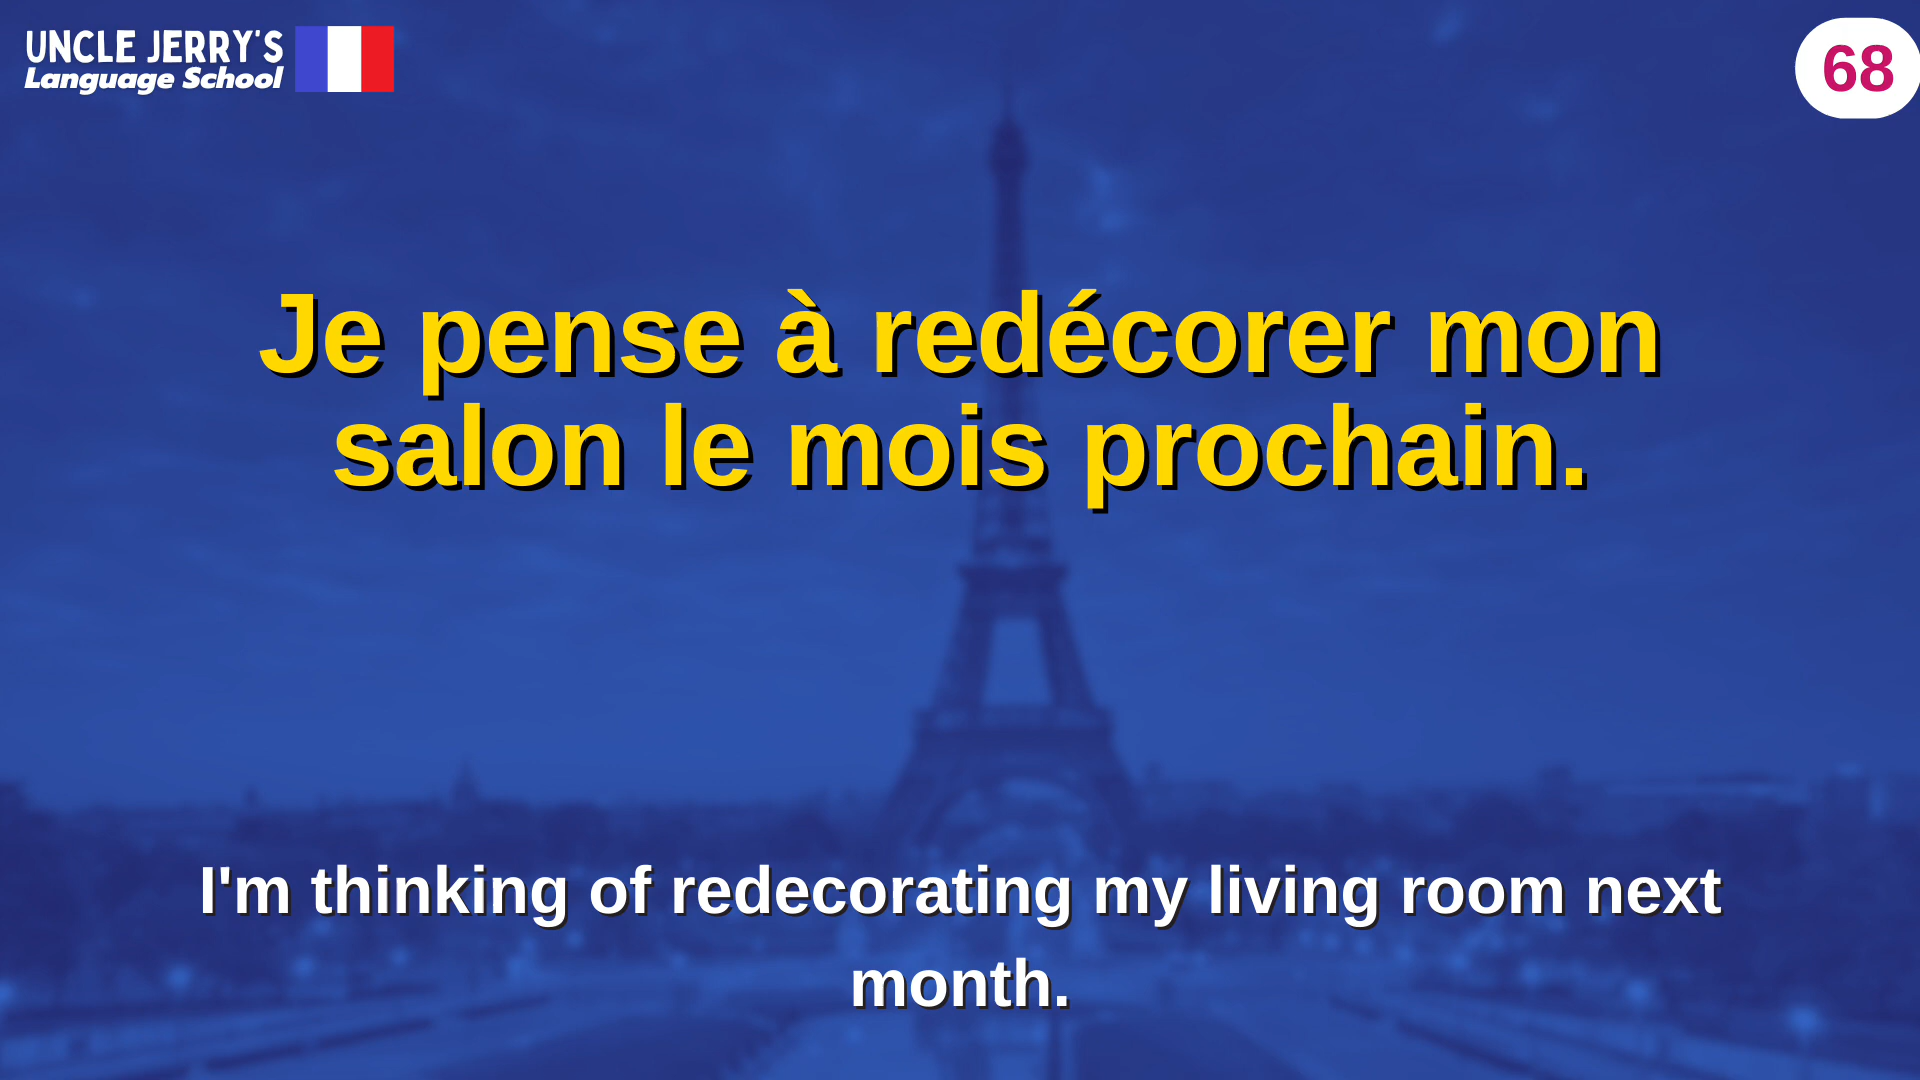 UNCLE JERRY'S
Language School
68
Je pense à redécorer mon
salon le mois prochain.
I'm thinking of redecorating my living room next
month.